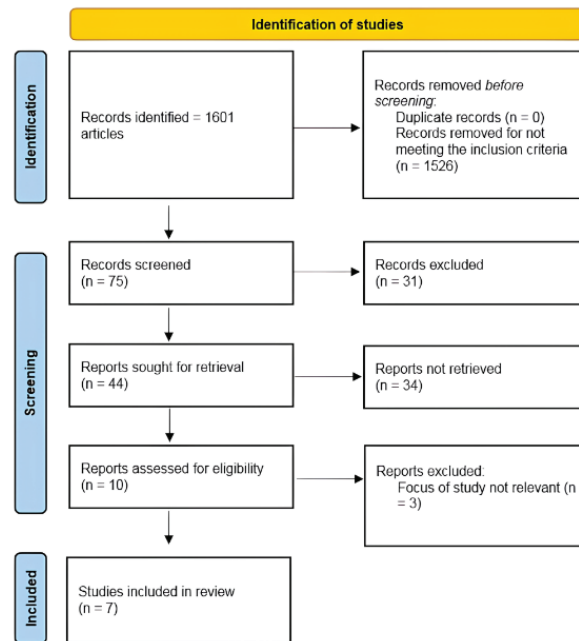 Identification of studies
Identification
Records identified = 1601
articles
Records removed before
screening:
Duplicate records (n = 0)
Records removed for not
meeting the inclusion criteria
(n = 1526)
Screening
Records screened
(n = 75)
Records excluded
(n = 31)
Reports sought for retrieval
(n = 44)
Reports not retrieved
(n = 34)
Reports assessed for eligibility
(n = 10)
Reports excluded:
Focus of study not relevant (n
= 3)
Included
Studies included in review
(n = 7)